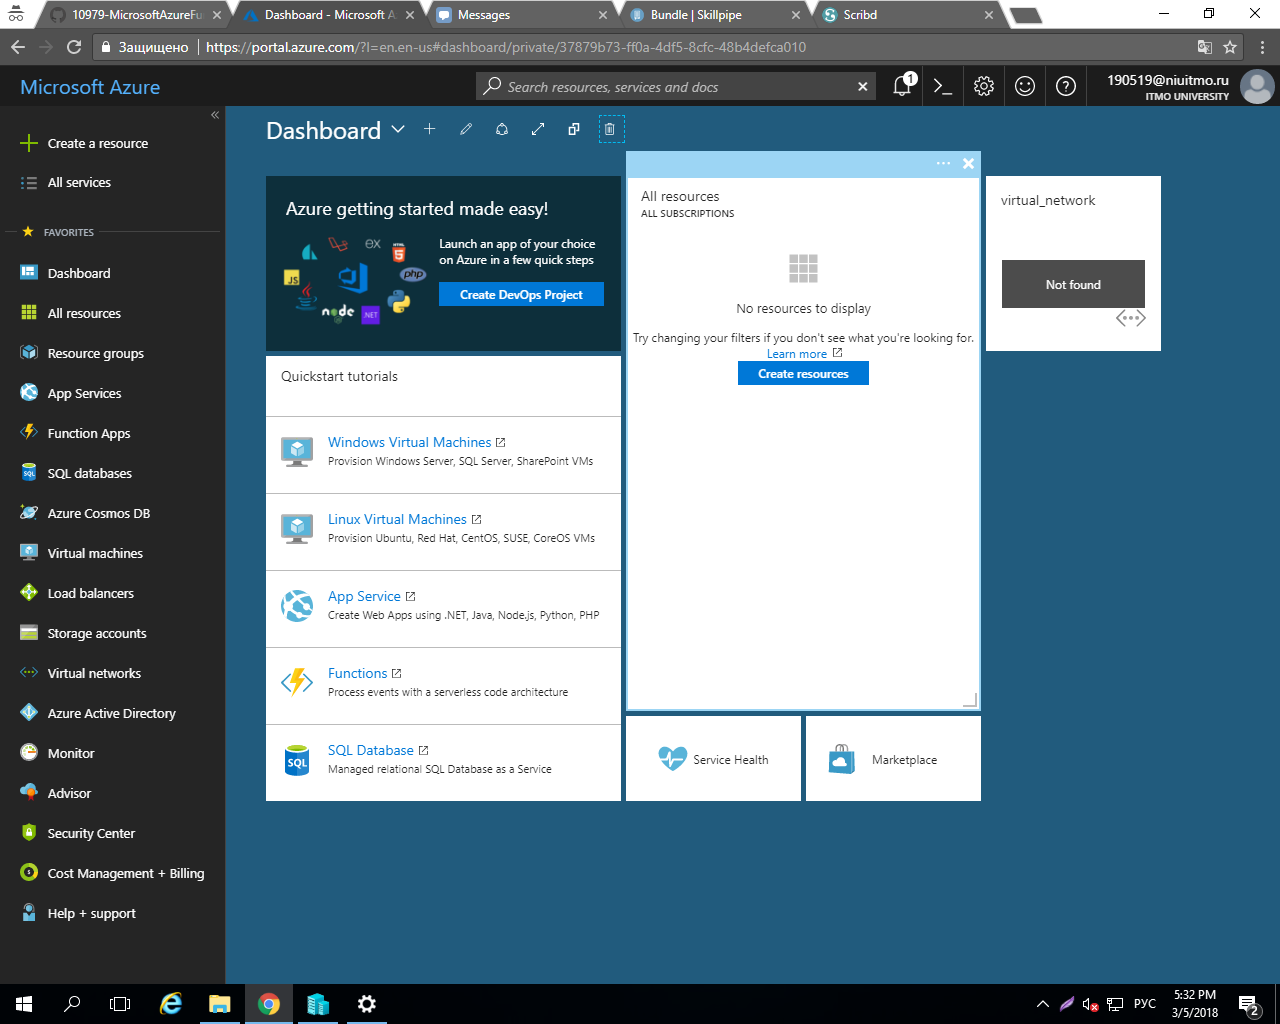 10979-MicrosoftAzureFu
Dashboard - Microsoft A
Messages
Bundle | Skillpipe
Scribd
Защищено
https://portal.azure.com/?l=en.en-us#dashboard/private/37879b73-ff0a-4df5-8cfc-48b4defca010
Microsoft Azure
Search resources, services and docs
1
190519@niuitmo.ru
ITMO UNIVERSITY
Create a resource
All services
FAVORITES
Dashboard
All resources
Resource groups
App Services
Function Apps
SQL databases
Azure Cosmos DB
Virtual machines
Load balancers
Storage accounts
Virtual networks
Azure Active Directory
Monitor
Advisor
Security Center
Cost Management + Billing
Help + support
Dashboard
Azure getting started made easy!
Launch an app of your choice
on Azure in a few quick steps
Create DevOps Project
ex
HTML
JS
php
Java
node
.NET
Quickstart tutorials
Windows Virtual Machines
Provision Windows Server, SQL Server, SharePoint VMs
Linux Virtual Machines
Provision Ubuntu, Red Hat, CentOS, SUSE, CoreOS VMs
App Service
Create Web Apps using .NET, Java, Node.js, Python, PHP
Functions
Process events with a serverless code architecture
SQL
SQL Database
Managed relational SQL Database as a Service
All resources
ALL SUBSCRIPTIONS
No resources to display
Try changing your filters if you don't see what you're looking for.
Learn more
Create resources
Service Health
Marketplace
virtual_network
Not found
РУС
5:32 PM
3/5/2018
2